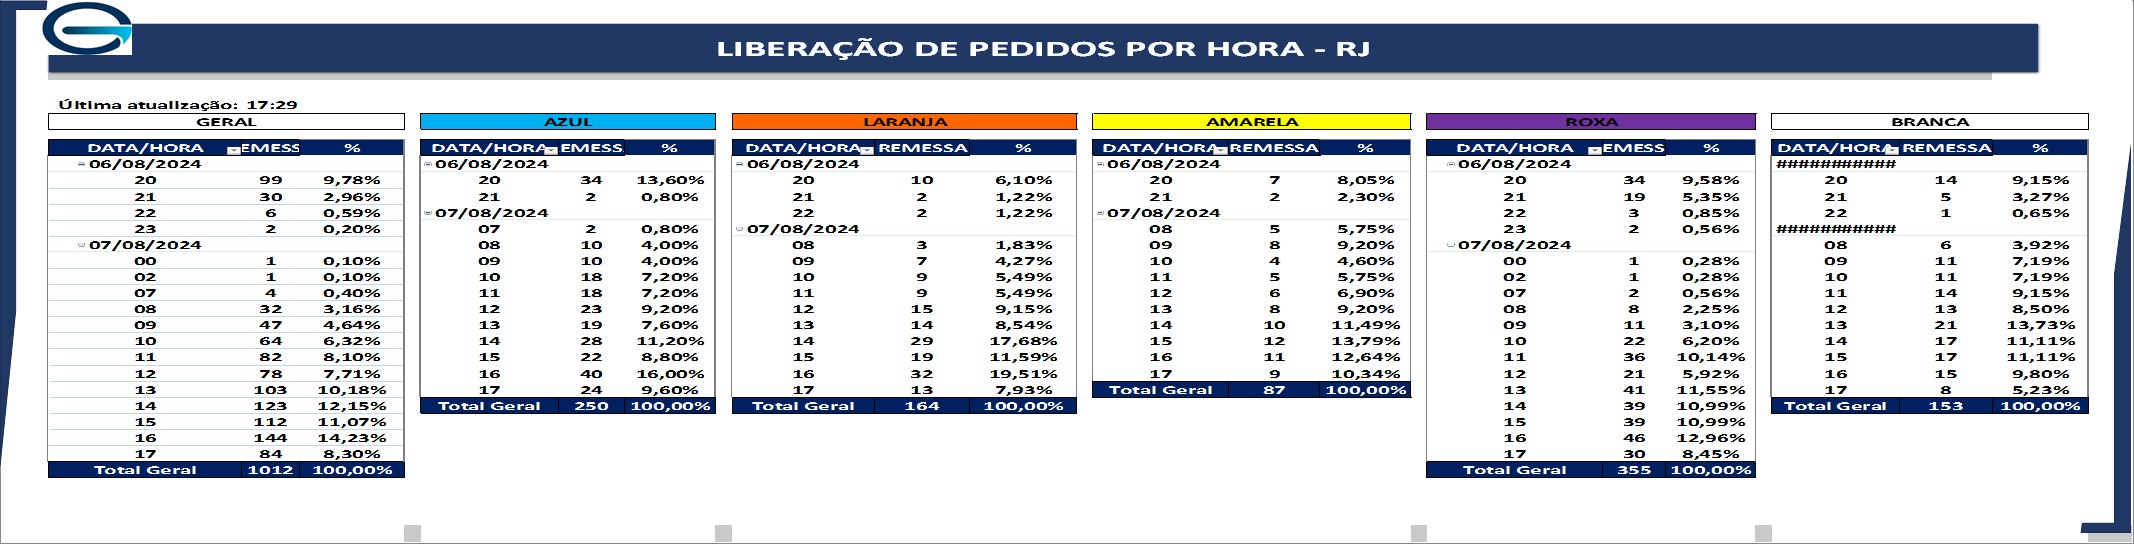 LIBERAÇÃO DE PEDIDOS POR HORA - RJ
Última atualização: 17:29
GERAL
DATA/HORA EMESS %
06/08/2024
20 99 9,78%
21 30 2,96%
22 6 0,59%
23 2 0,20%
07/08/2024
00 1 0,10%
02 1 0,10%
07 4 0,40%
08 32 3,16%
09 47 4,64%
10 64 6,32%
11 82 8,10%
12 78 7,71%
13 103 10,18%
14 123 12,15%
15 112 11,07%
16 144 14,23%
17 84 8,30%
Total Geral 1012 100,00%
AZUL
DATA/HORA EMESS %
06/08/2024
20 34 13,60%
21 2 0,80%
07/08/2024
07 2 0,80%
08 10 4,00%
09 10 4,00%
10 18 7,20%
11 18 7,20%
12 23 9,20%
13 19 7,60%
14 28 11,20%
15 22 8,80%
16 40 16,00%
17 24 9,60%
Total Geral 250 100,00%
LARANJA
DATA/HORA REMESSA %
06/08/2024
20 10 6,10%
21 2 1,22%
22 2 1,22%
07/08/2024
08 3 1,83%
09 7 4,27%
10 9 5,49%
11 9 5,49%
12 15 9,15%
13 14 8,54%
14 29 17,68%
15 19 11,59%
16 32 19,51%
17 13 7,93%
Total Geral 164 100,00%
AMARELA
DATA/HORA REMESSA %
06/08/2024
20 7 8,05%
21 2 2,30%
07/08/2024
08 5 5,75%
09 8 9,20%
10 4 4,60%
11 5 5,75%
12 6 6,90%
13 8 9,20%
14 10 11,49%
15 12 13,79%
16 11 12,64%
17 9 10,34%
Total Geral 87 100,00%
ROXA
DATA/HORA EMESS %
06/08/2024
20 34 9,58%
21 19 5,35%
22 3 0,85%
23 2 0,56%
07/08/2024
00 1 0,28%
02 1 0,28%
07 2 0,56%
08 8 2,25%
09 11 3,10%
10 22 6,20%
11 36 10,14%
12 21 5,92%
13 41 11,55%
14 39 10,99%
15 39 10,99%
16 46 12,96%
17 30 8,45%
Total Geral 355 100,00%
BRANCA
DATA/HORA REMESSA %
###########
20 14 9,15%
21 5 3,27%
22 1 0,65%
###########
08 6 3,92%
09 11 7,19%
10 11 7,19%
11 14 9,15%
12 13 8,50%
13 21 13,73%
14 17 11,11%
15 17 11,11%
16 15 9,80%
17 8 5,23%
Total Geral 153 100,00%